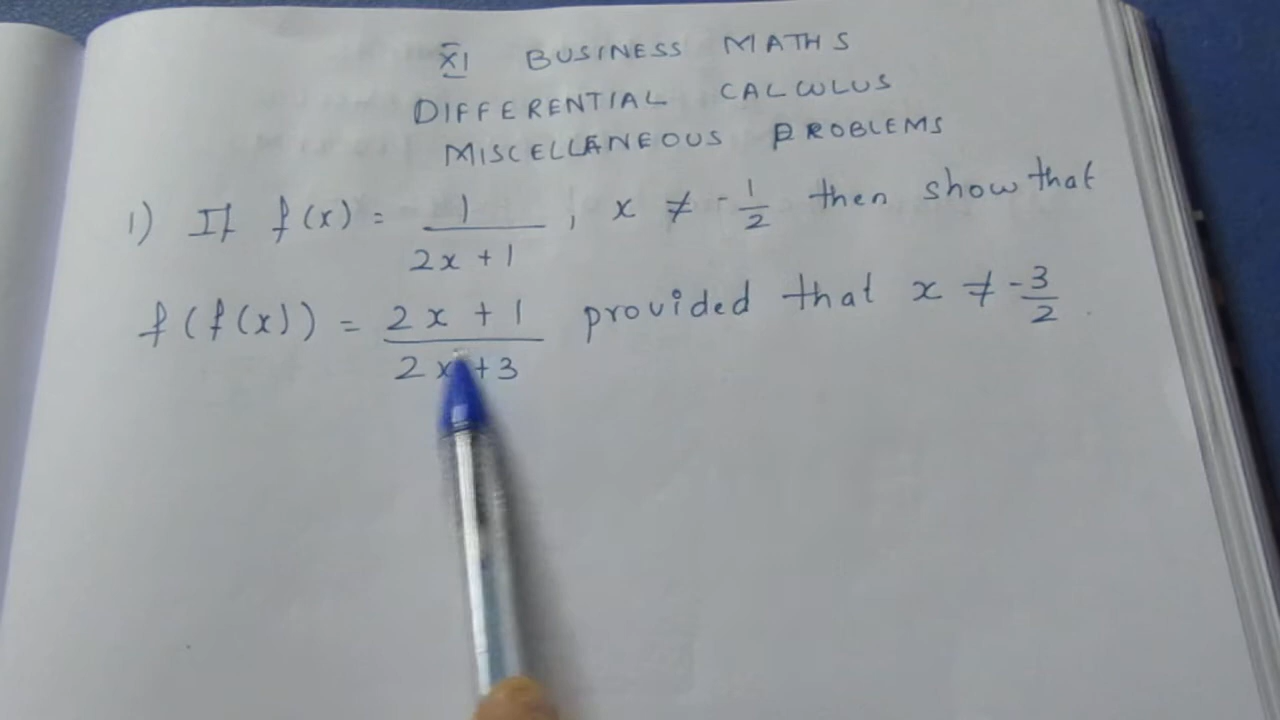 XI BUSINESS MATHS
DIFFERENTIAL CALCULUS
MISCELLANEOUS PROBLEMS
1) If f(x) = 1/(2x+1) , x ≠ -1/2 then show that
f(f(x)) = (2x+1)/(2x+3) provided that x ≠ -3/2 .